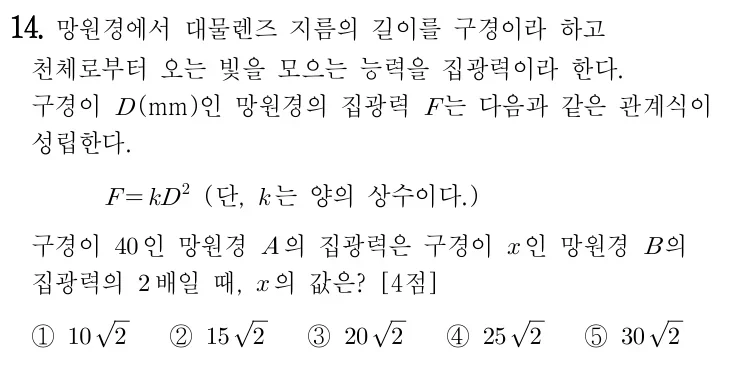 14. 망원경에서 대물렌즈 지름의 길이를 구경이라 하고
천체로부터 오는 빛을 모으는 능력을 집광력이라 한다.
구경이 D(mm)인 망원경의 집광력 F는 다음과 같은 관계식이
성립한다.
F=kD² (단, k는 양의 상수이다.)
구경이 40인 망원경 A의 집광력은 구경이 x인 망원경 B의
집광력의 2배일 때, x의 값은? [4점]
① 10√2 ② 15√2 ③ 20√2 ④ 25√2 ⑤ 30√2